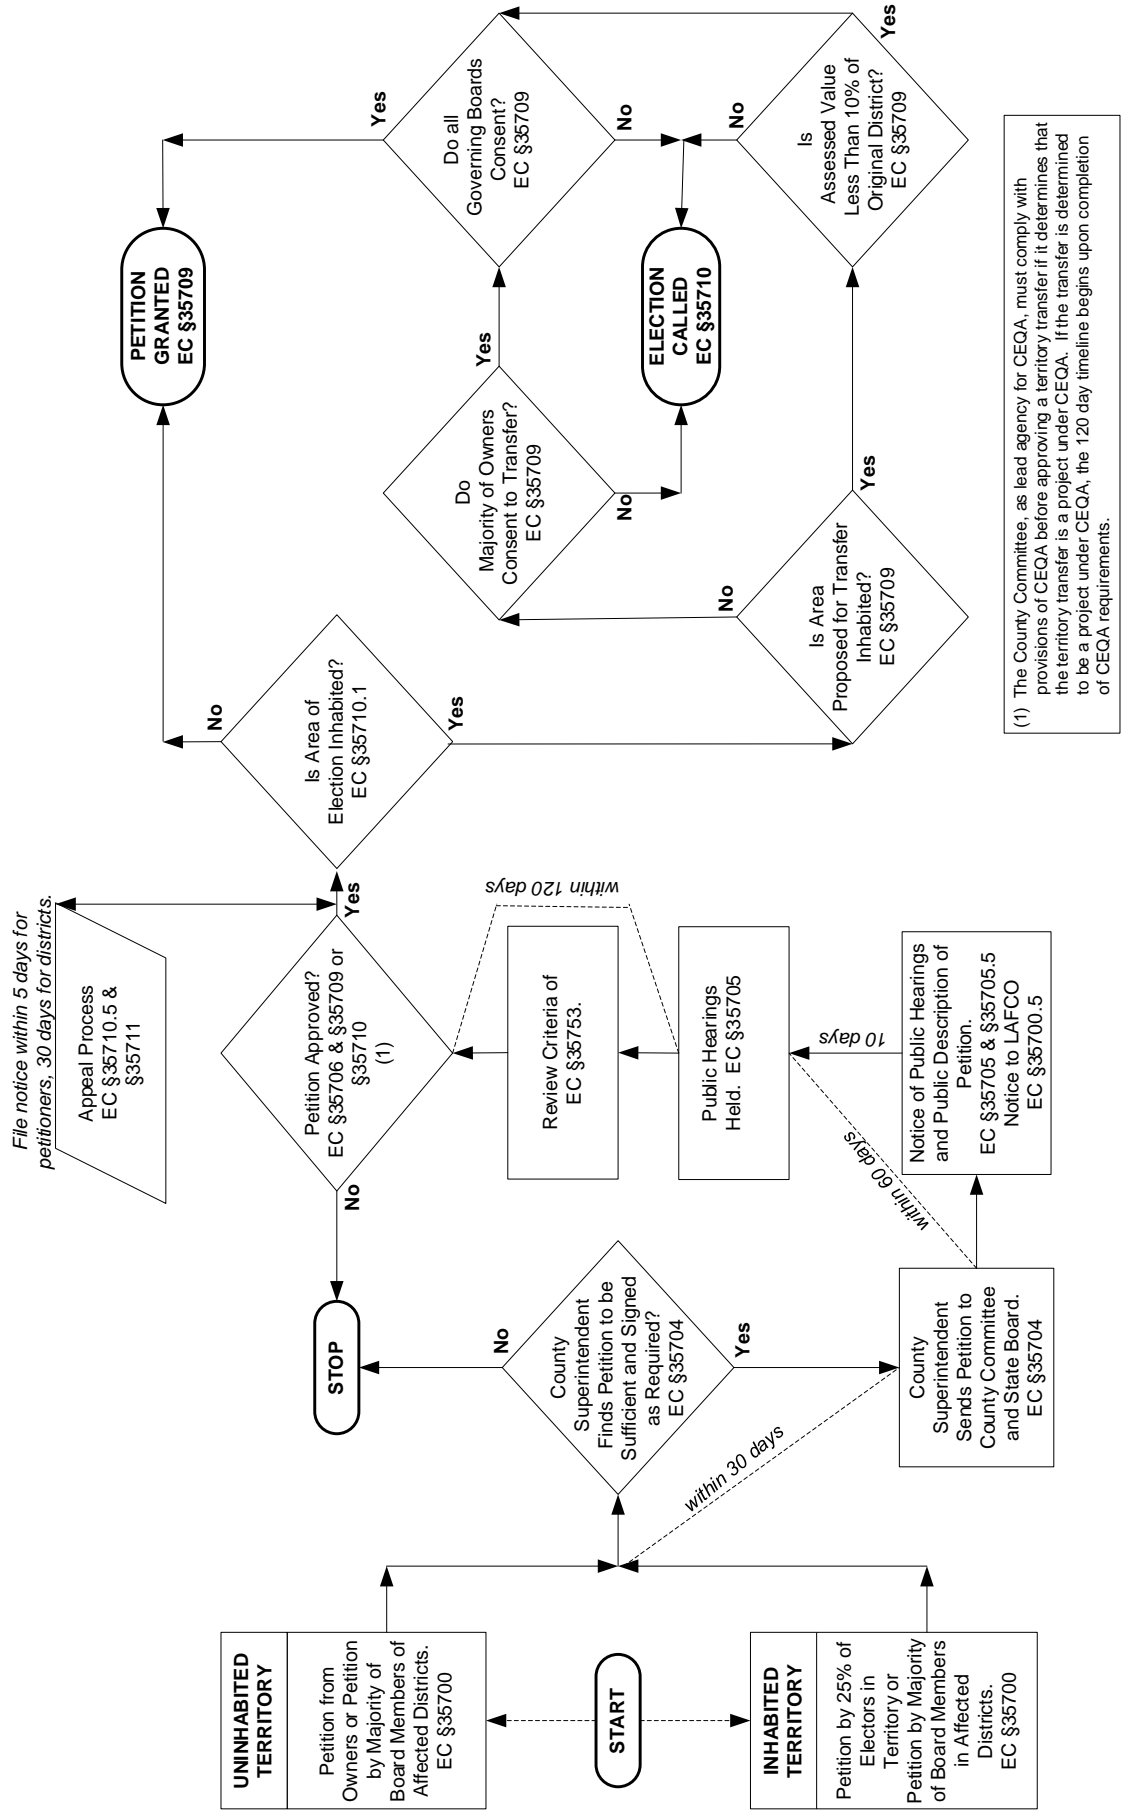 UNINHABITED
TERRITORY
Petition from
Owners or Petition
by Majority of
Board Members of
Affected Districts.
EC §35700
START
INHABITED
TERRITORY
Petition by 25% of
Electors in
Territory or
Petition by Majority
of Board Members
in Affected
Districts.
EC §35700
within 30 days
STOP
No
County
Superintendent
Finds Petition to be
Sufficient and Signed
as Required?
EC §35704
Yes
County
Superintendent
Sends Petition to
County Committee
and State Board.
EC §35704
within 60 days
Notice of Public Hearings
and Public Description of
Petition.
EC §35705 & §35705.5
Notice to LAFCO
EC §35700.5
10 days
Public Hearings
Held.  EC §35705
Review Criteria of
EC §35753.
within 120 days
No
Petition Approved?
EC §35706 & §35709 or
§35710
(1)
Yes
File notice within 5 days for
petitioners, 30 days for districts.
Appeal Process
EC §35710.5 &
§35711
No
Is Area of
Election Inhabited?
EC §35710.1
Yes
PETITION
GRANTED
EC §35709
No
Is Area
Proposed for Transfer
Inhabited?
EC §35709
Yes
Do
Majority of Owners
Consent to Transfer?
EC §35709
Yes
No
ELECTION
CALLED
EC §35710
Yes
Do all
Governing Boards
Consent?
EC §35709
No
No
Is
Assessed Value
Less Than 10% of
Original District?
EC §35709
Yes
(1)  The County Committee, as lead agency for CEQA, must comply with
provisions of CEQA before approving a territory transfer if it determines that
the territory transfer is a project under CEQA.  If the transfer is determined
to be a project under CEQA, the 120 day timeline begins upon completion
of CEQA requirements.